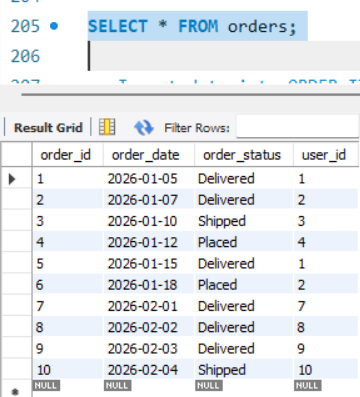 205 SELECT * FROM orders;
206
Result Grid Filter Rows:
order_id order_date order_status user_id
1 2026-01-05 Delivered 1
2 2026-01-07 Delivered 2
3 2026-01-10 Shipped 3
4 2026-01-12 Placed 4
5 2026-01-15 Delivered 1
6 2026-01-18 Placed 2
7 2026-02-01 Delivered 7
8 2026-02-02 Delivered 8
9 2026-02-03 Delivered 9
10 2026-02-04 Shipped 10
NULL NULL NULL NULL